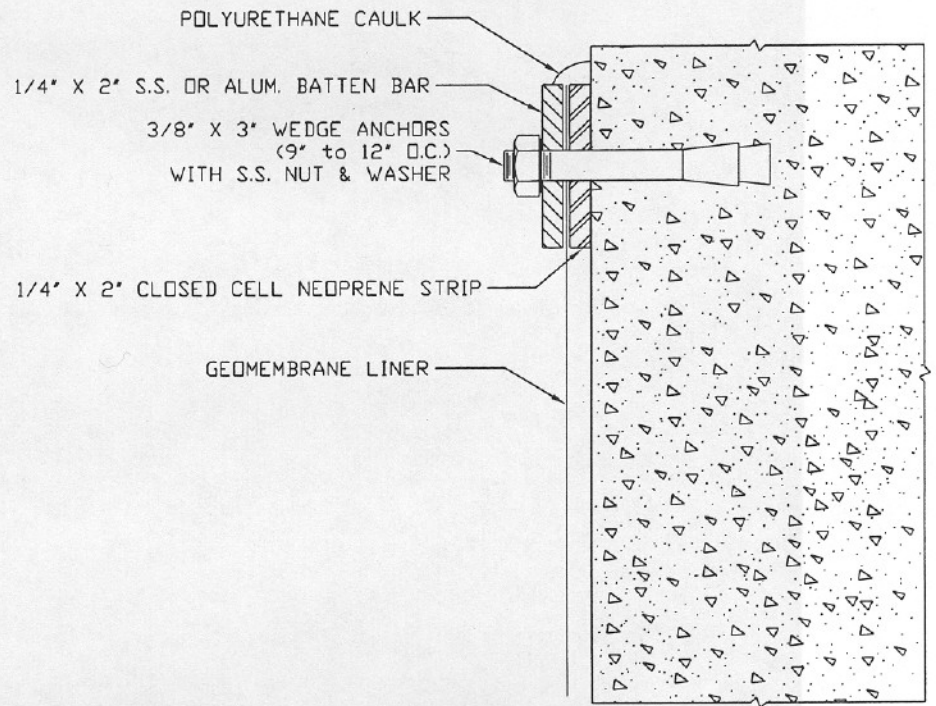 POLYURETHANE CAULK
1/4" X 2" S.S. OR ALUM. BATTEN BAR
3/8" X 3" WEDGE ANCHORS
(9" to 12" O.C.)
WITH S.S. NUT & WASHER
1/4" X 2" CLOSED CELL NEOPRENE STRIP
GEOMEMBRANE LINER